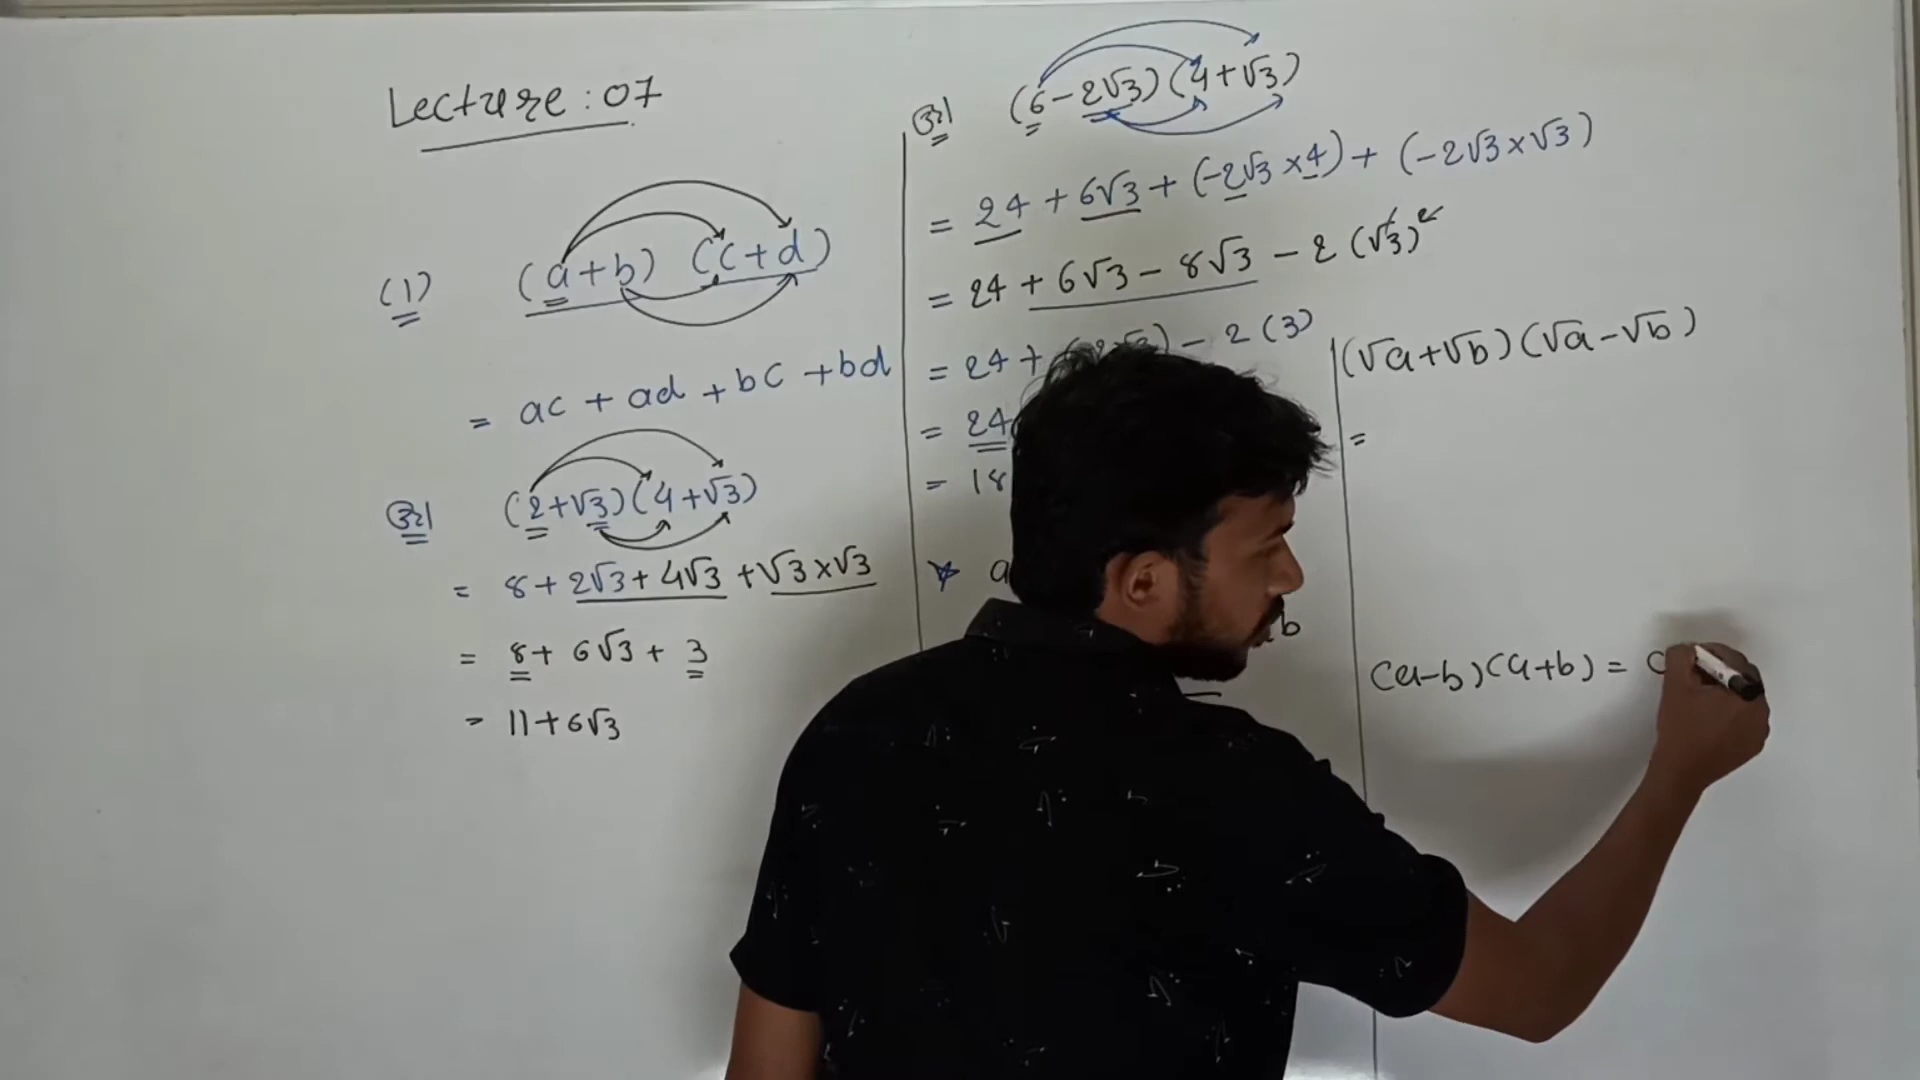 Lecture : 07
(1) (a+b) (c+d)
= ac + ad + bc + bd
उदा (2+√3)(4+√3)
= 8 + 2√3 + 4√3 + √3×√3
= 8 + 6√3 + 3
= 11 + 6√3
उदा (6-2√3)(4+√3)
= 24 + 6√3 + (-2√3×4) + (-2√3×√3)
= 24 + 6√3 - 8√3 - 2(√3)²
= 24 + - 2(3)
= 24
= 18
a
b
(√a+√b)(√a-√b)
=
(a-b)(a+b) =